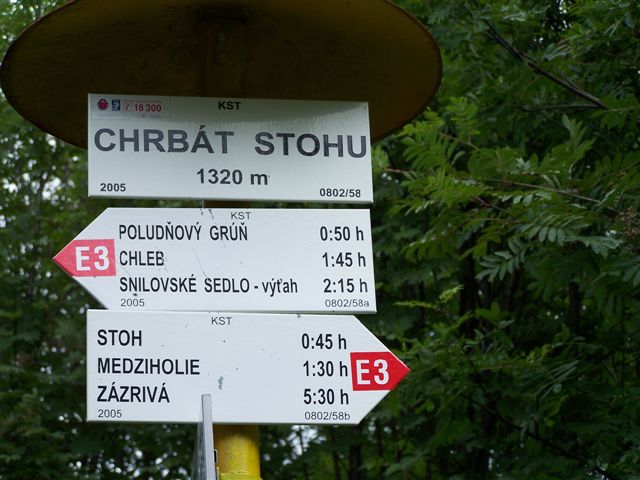 18 300
KST
CHRBÁT STOHU
1320 m
2005 0802/58
KST
POLUDŇOVÝ GRÚŇ 0:50 h
E3 CHLEB 1:45 h
SNILOVSKÉ SEDLO - výťah 2:15 h
2005 0802/58a
KST
STOH 0:45 h
MEDZIHOLIE 1:30 h E3
ZÁZRIVÁ 5:30 h
2005 0802/58b